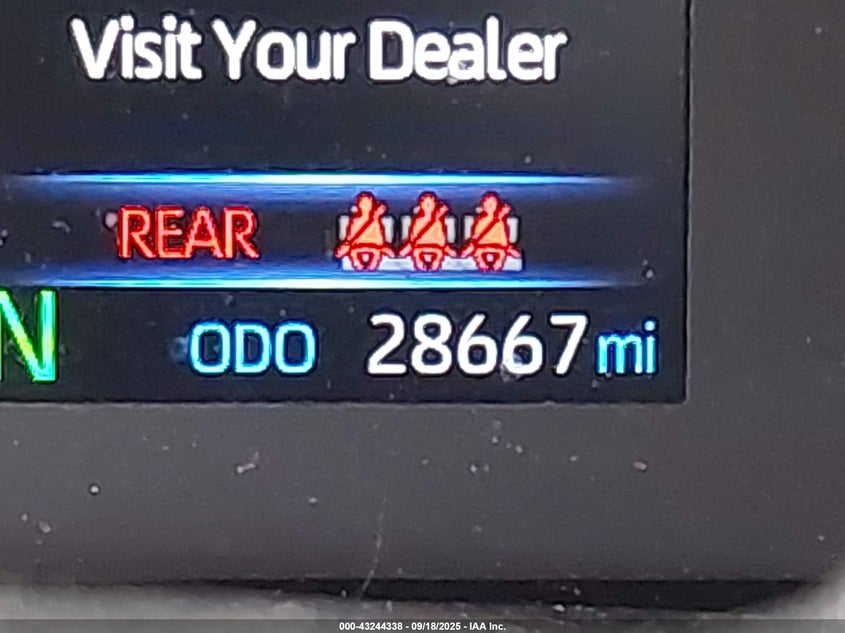 Visit Your Dealer
REAR
N ODO 28667 mi
000-43244338 - 09/18/2025 - IAA Inc.